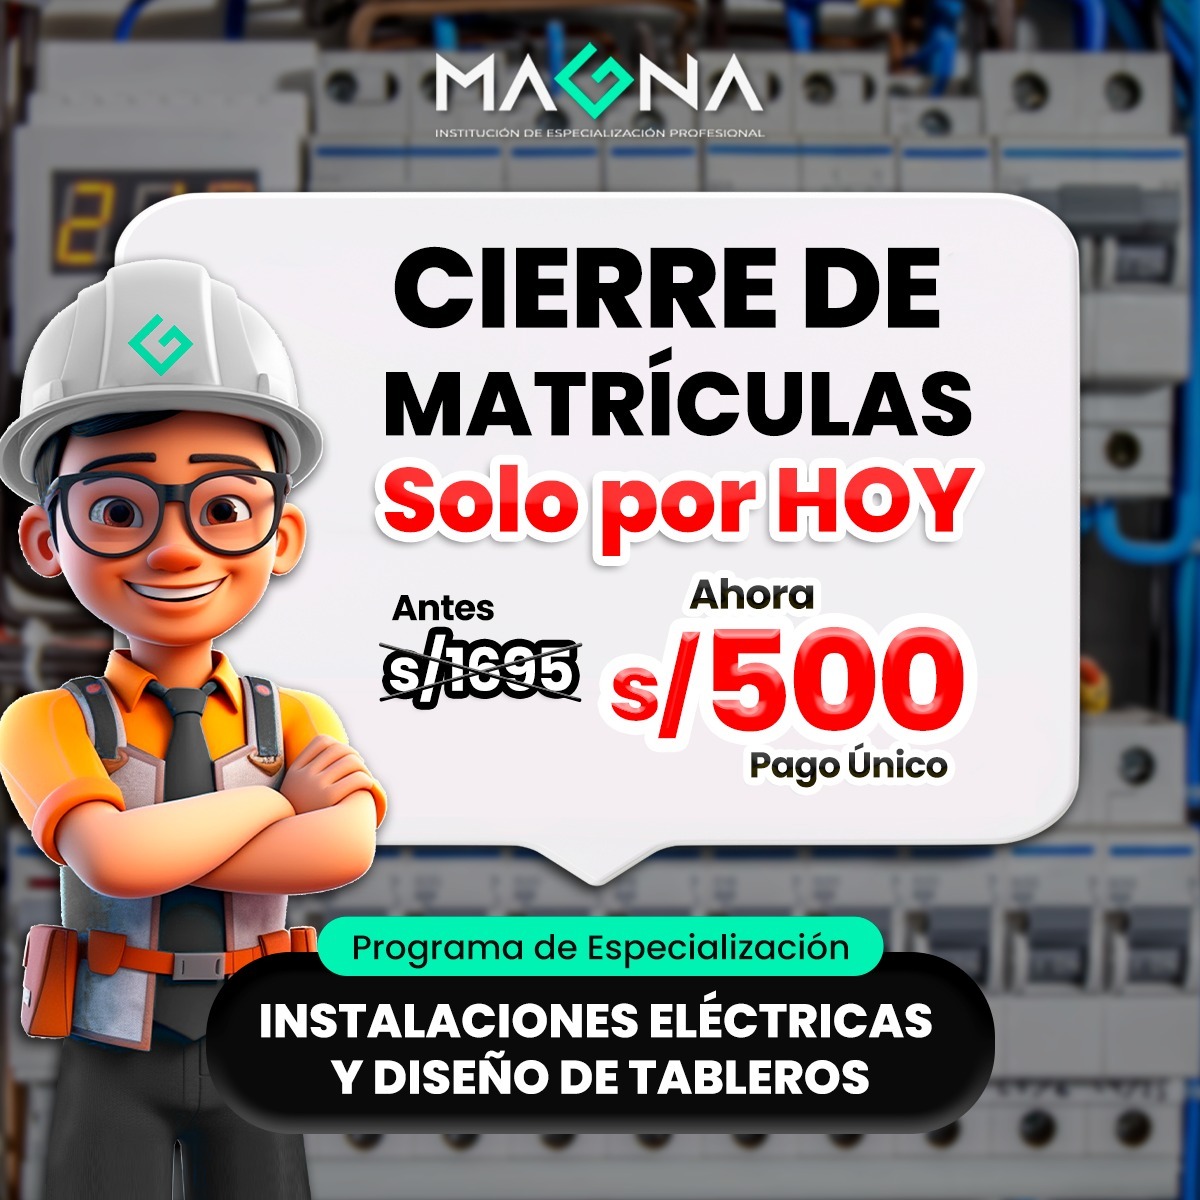 MAGNA
INSTITUCIÓN DE ESPECIALIZACIÓN PROFESIONAL
CIERRE DE
MATRÍCULAS
Solo por HOY
Antes
s/1695
Ahora
s/500
Pago Único
Programa de Especialización
INSTALACIONES ELÉCTRICAS
Y DISEÑO DE TABLEROS